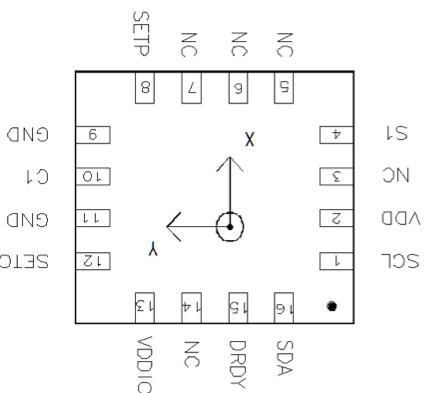 SETP NC NC NC
8 7 6 5
GND 9 4 S1
X
C1 10 3 NC
GND 11 2 VDD
Y
SETC 12 1 SCL
13 14 15 16
VDDIO NC DRDY SDA